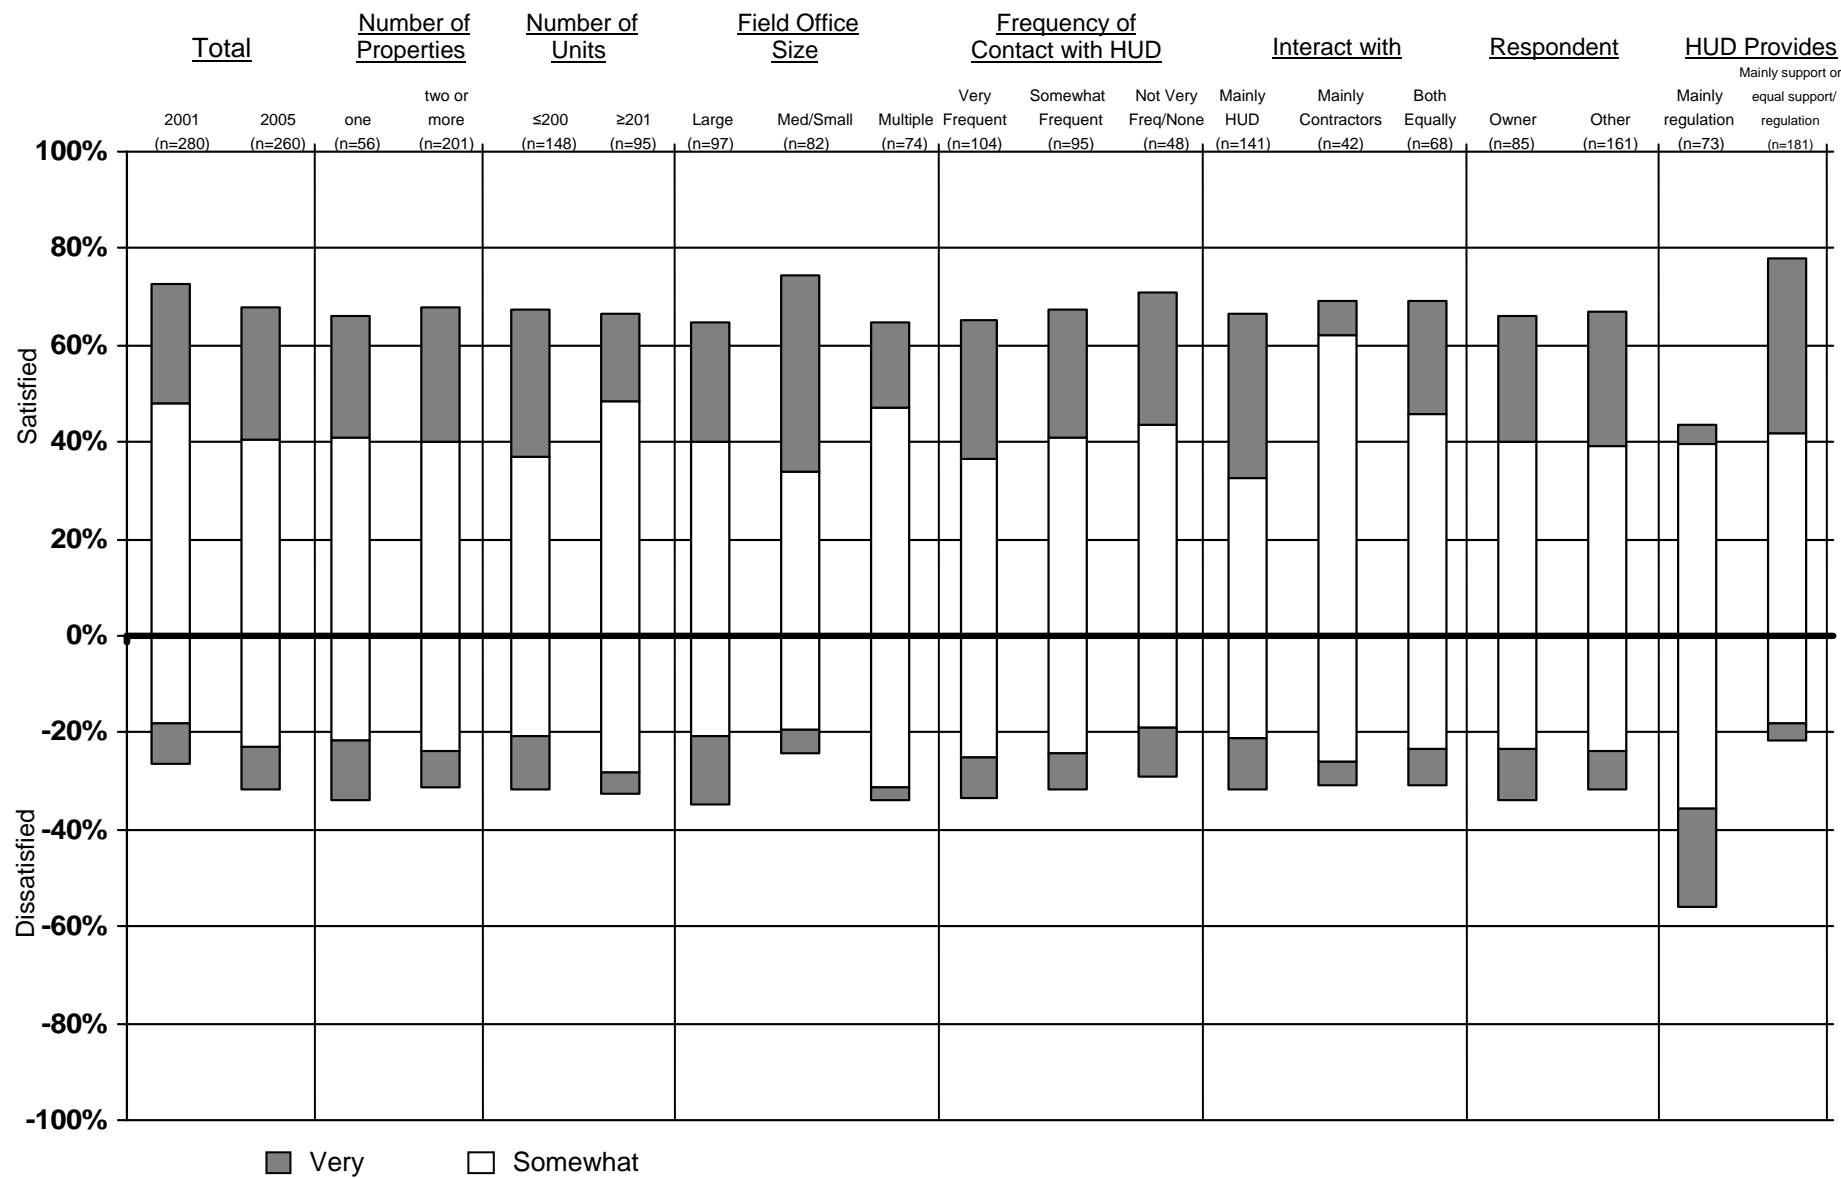 Total
Number of
Properties
Number of
Units
Field Office
Size
Frequency of
Contact with HUD
Interact with
Respondent
HUD Provides
2001
(n=280)
2005
(n=260)
one
(n=56)
two or
more
(n=201)
≤200
(n=148)
≥201
(n=95)
Large
(n=97)
Med/Small
(n=82)
Multiple
(n=74)
Very
Frequent
(n=104)
Somewhat
Frequent
(n=95)
Not Very
Freq/None
(n=48)
Mainly
HUD
(n=141)
Mainly
Contractors
(n=42)
Both
Equally
(n=68)
Owner
(n=85)
Other
(n=161)
Mainly
regulation
(n=73)
Mainly support or
equal support/
regulation
(n=181)
100%
80%
60%
40%
20%
0%
-20%
-40%
-60%
-80%
-100%
Satisfied
Dissatisfied
Very
Somewhat